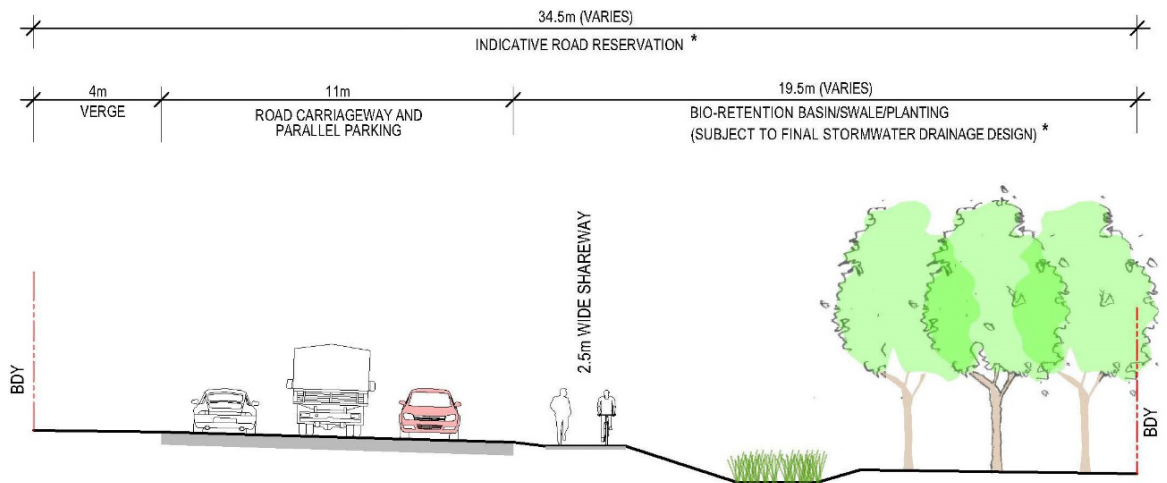 34.5m (VARIES)
INDICATIVE ROAD RESERVATION *
4m
VERGE
11m
ROAD CARRIAGEWAY AND
PARALLEL PARKING
19.5m (VARIES)
BIO-RETENTION BASIN/SWALE/PLANTING
(SUBJECT TO FINAL STORMWATER DRAINAGE DESIGN) *
BDY
2.5m WIDE SHAREWAY
BDY